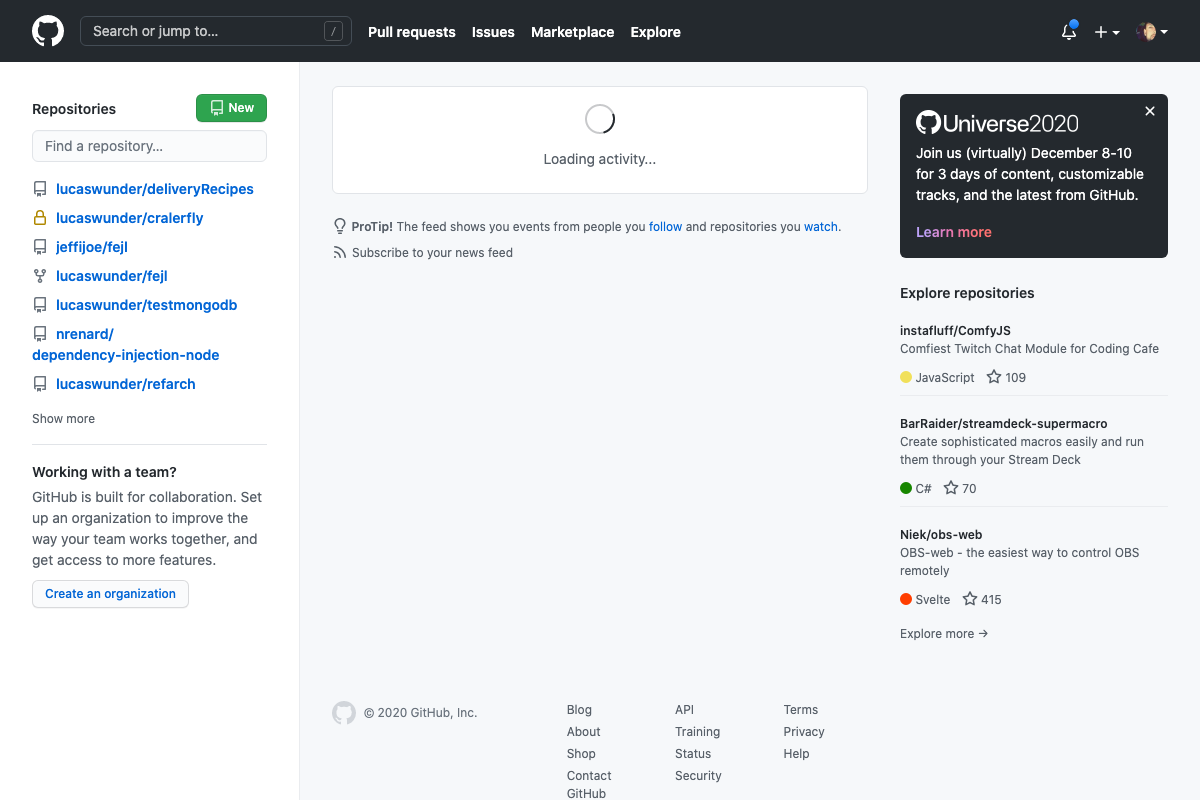 Search or jump to…
/
Pull requests
Issues
Marketplace
Explore
Repositories
New
Find a repository…
lucaswunder/deliveryRecipes
lucaswunder/cralerfly
jeffijoe/fejl
lucaswunder/fejl
lucaswunder/testmongodb
nrenard/
dependency-injection-node
lucaswunder/refarch
Show more
Working with a team?
GitHub is built for collaboration. Set
up an organization to improve the
way your team works together, and
get access to more features.
Create an organization
Loading activity...
ProTip! The feed shows you events from people you follow and repositories you watch.
Subscribe to your news feed
Universe2020
Join us (virtually) December 8-10
for 3 days of content, customizable
tracks, and the latest from GitHub.
Learn more
Explore repositories
instafluff/ComfyJS
Comfiest Twitch Chat Module for Coding Cafe
JavaScript 109
BarRaider/streamdeck-supermacro
Create sophisticated macros easily and run
them through your Stream Deck
C# 70
Niek/obs-web
OBS-web - the easiest way to control OBS
remotely
Svelte 415
Explore more →
© 2020 GitHub, Inc.
Blog
About
Shop
Contact
GitHub
API
Training
Status
Security
Terms
Privacy
Help